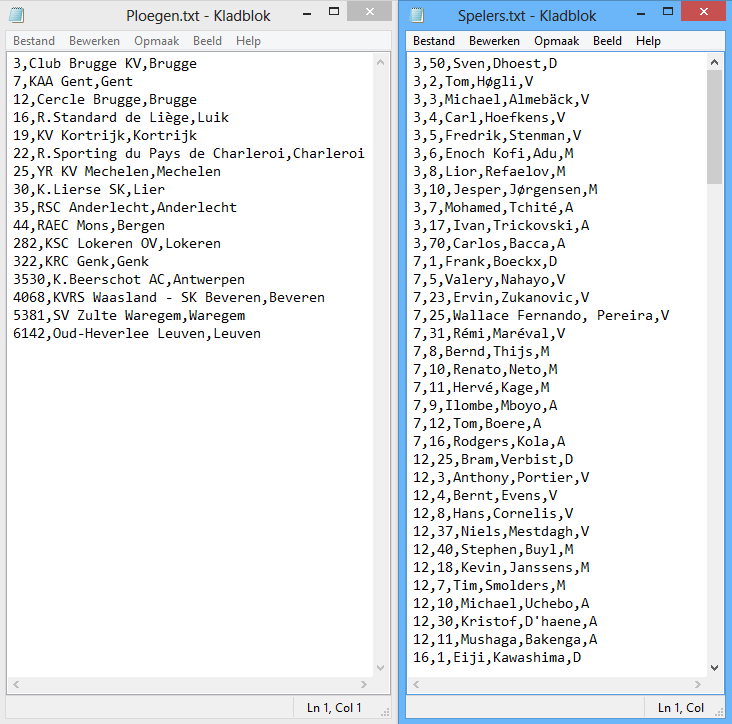 Ploegen.txt - Kladblok
Bestand Bewerken Opmaak Beeld Help
3,Club Brugge KV,Brugge
7,KAA Gent,Gent
12,Cercle Brugge,Brugge
16,R.Standard de Liège,Luik
19,KV Kortrijk,Kortrijk
22,R.Sporting du Pays de Charleroi,Charleroi
25,YR KV Mechelen,Mechelen
30,K.Lierse SK,Lier
35,RSC Anderlecht,Anderlecht
44,RAEC Mons,Bergen
282,KSC Lokeren OV,Lokeren
322,KRC Genk,Genk
3530,K.Beerschot AC,Antwerpen
4068,KVRS Waasland - SK Beveren,Beveren
5381,SV Zulte Waregem,Waregem
6142,Oud-Heverlee Leuven,Leuven
Ln 1, Col 1
Spelers.txt - Kladblok
Bestand Bewerken Opmaak Beeld Help
3,50,Sven,Dhoest,D
3,2,Tom,Høgli,V
3,3,Michael,Almebäck,V
3,4,Carl,Hoefkens,V
3,5,Fredrik,Stenman,V
3,6,Enoch Kofi,Adu,M
3,8,Lior,Refaelov,M
3,10,Jesper,Jørgensen,M
3,7,Mohamed,Tchité,A
3,17,Ivan,Trickovski,A
3,70,Carlos,Bacca,A
7,1,Frank,Boeckx,D
7,5,Valery,Nahayo,V
7,23,Ervin,Zukanovic,V
7,25,Wallace Fernando, Pereira,V
7,31,Rémi,Maréval,V
7,8,Bernd,Thijs,M
7,10,Renato,Neto,M
7,11,Hervé,Kage,M
7,9,Ilombe,Mboyo,A
7,12,Tom,Boere,A
7,16,Rodgers,Kola,A
12,25,Bram,Verbist,D
12,3,Anthony,Portier,V
12,4,Bernt,Evens,V
12,8,Hans,Cornelis,V
12,37,Niels,Mestdagh,V
12,40,Stephen,Buyl,M
12,18,Kevin,Janssens,M
12,7,Tim,Smolders,M
12,10,Michael,Uchebo,A
12,30,Kristof,D'haene,A
12,11,Mushaga,Bakenga,A
16,1,Eiji,Kawashima,D
Ln 1, Col